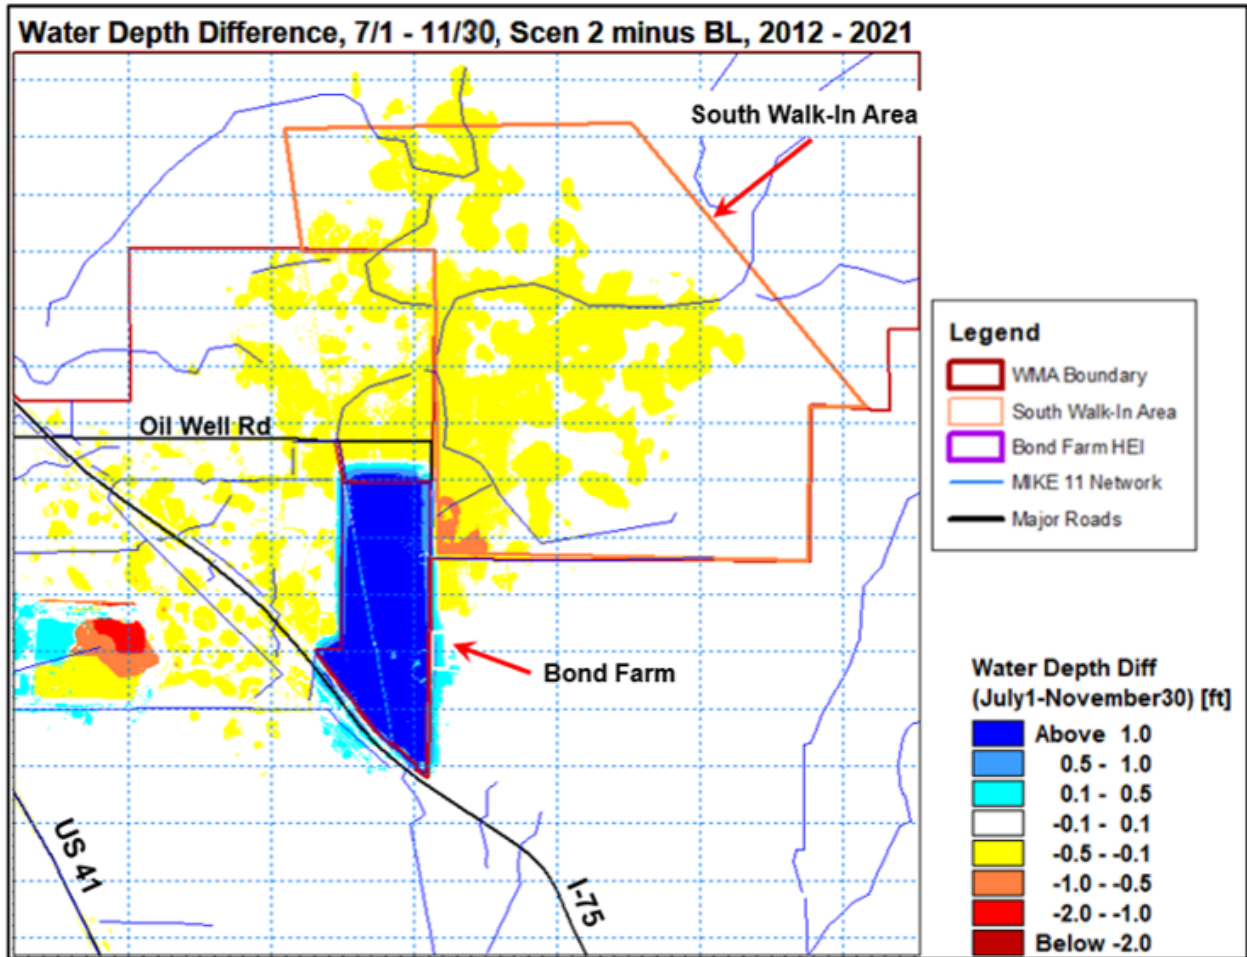 Water Depth Difference, 7/1 - 11/30, Scen 2 minus BL, 2012 - 2021
South Walk-In Area
Oil Well Rd
Bond Farm
US 41
I-75
Legend
WMA Boundary
South Walk-In Area
Bond Farm HEI
MIKE 11 Network
Major Roads
Water Depth Diff
(July1-November30) [ft]
Above 1.0
0.5 - 1.0
0.1 - 0.5
-0.1 - 0.1
-0.5 - -0.1
-1.0 - -0.5
-2.0 - -1.0
Below -2.0